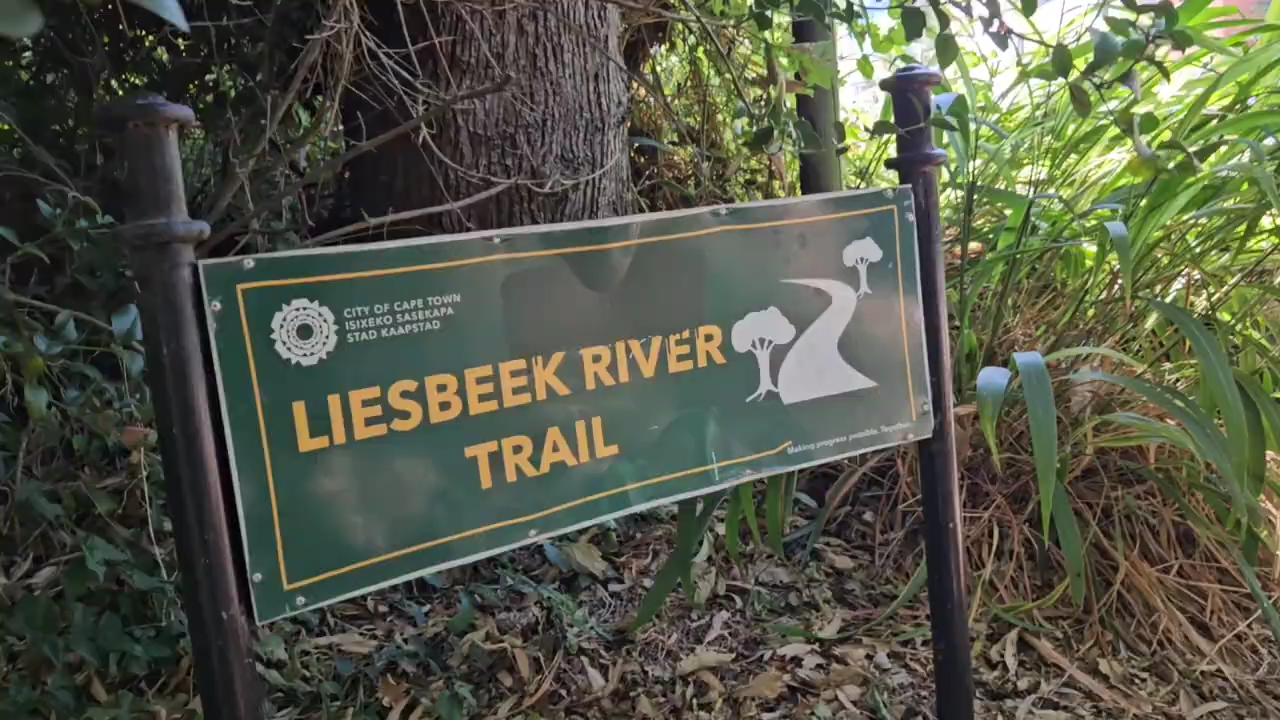 CITY OF CAPE TOWN
ISIXEKO SASEKAPA
STAD KAAPSTAD
LIESBEEK RIVER
TRAIL
Making progress possible. Together.